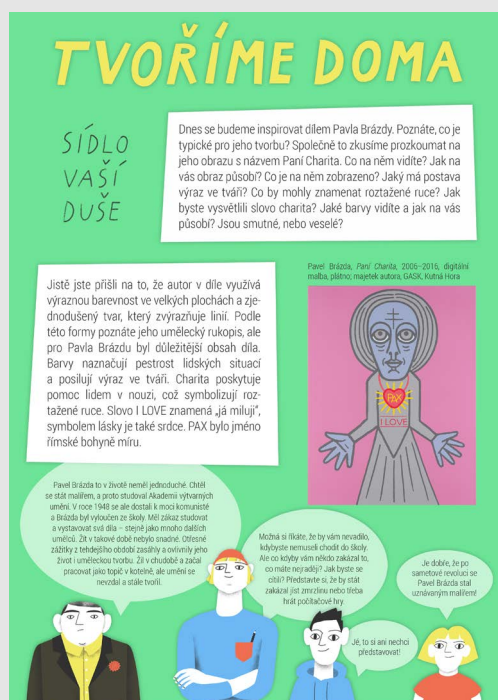 TVOŘÍME DOMA
SÍDLO
VAŠÍ
DUŠE
Dnes se budeme inspirovat dílem Pavla Brázdy. Poznáte, co je
typické pro jeho tvorbu? Společně to zkusíme prozkoumat na
jeho obrazu s názvem Paní Charita. Co na něm vidíte? Jak na
vás obraz působí? Co je na něm zobrazeno? Jaký má postava
výraz ve tváři? Co by mohly znamenat roztažené ruce? Jak
byste vysvětlili slovo charita? Jaké barvy vidíte a jak na vás
působí? Jsou smutné, nebo veselé?
Pavel Brázda, Paní Charita, 2006–2016, digitální
malba, plátno; majetek autora, GASK, Kutná Hora
Jistě jste přišli na to, že autor v díle využívá
výraznou barevnost ve velkých plochách a zje-
dnodušený tvar, který zvýrazňuje linií. Podle
této formy poznáte jeho umělecký rukopis, ale
pro Pavla Brázdu byl důležitější obsah díla.
Barvy naznačují pestrost lidských situací
a posilují výraz ve tváři. Charita poskytuje
pomoc lidem v nouzi, což symbolizují roz-
tažené ruce. Slovo I LOVE znamená „já miluji“,
symbolem lásky je také srdce. PAX bylo jméno
římské bohyně míru.
PAX
I LOVE
Pavel Brázda to v životě neměl jednoduché. Chtěl
se stát malířem, a proto studoval Akademii výtvarných
umění. V roce 1948 se ale dostali k moci komunisté
a Brázda byl vyloučen ze školy. Měl zákaz studovat
a vystavovat svá díla – stejně jako mnoho dalších
umělců. Žít v takové době nebylo snadné. Otřesné
zážitky z tehdejšího období zasáhly a ovlivnily jeho
život i uměleckou tvorbu. Žil v chudobě a začal
pracovat jako topič v kotelně, ale umění se
nevzdal a stále tvořil.
Možná si říkáte, že by vám nevadilo,
kdybyste nemuseli chodit do školy.
Ale co kdyby vám někdo zakázal to,
co máte nejraději? Jak byste se
cítili? Představte si, že by stát
zakázal jíst zmrzlinu nebo třeba
hrát počítačové hry.
Jé, to si ani nechci
představovat!
Je dobře, že po
sametové revoluci se
Pavel Brázda stal
uznávaným malířem!